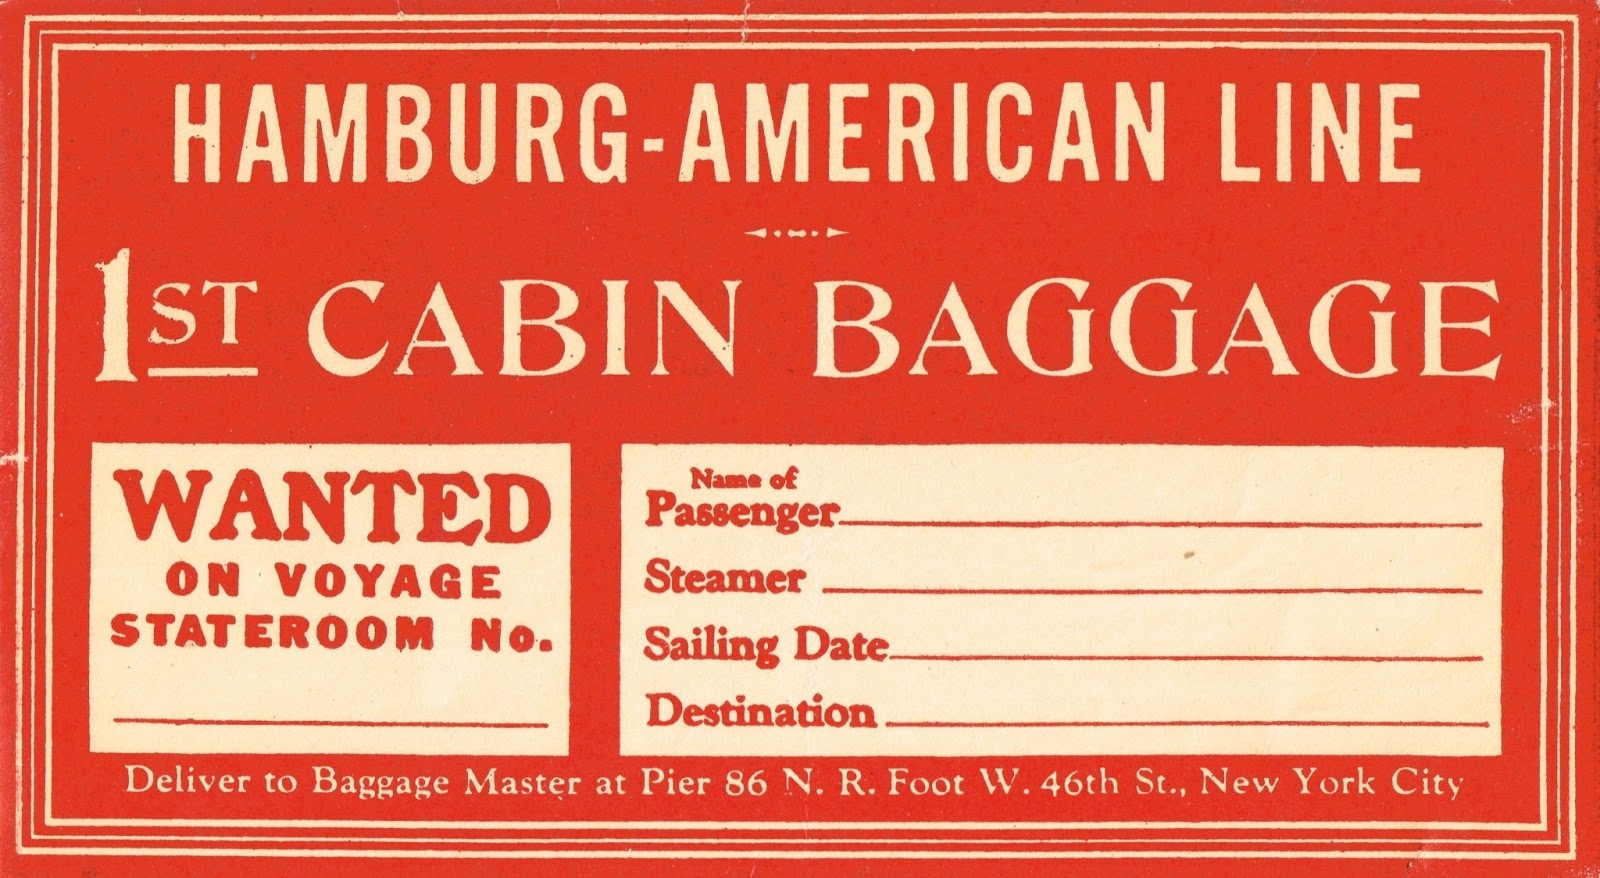 HAMBURG-AMERICAN LINE
1ST CABIN BAGGAGE
WANTED
ON VOYAGE
STATEROOM No.
Name of
Passenger
Steamer
Sailing Date
Destination
Deliver to Baggage Master at Pier 86 N. R. Foot W. 46th St., New York City